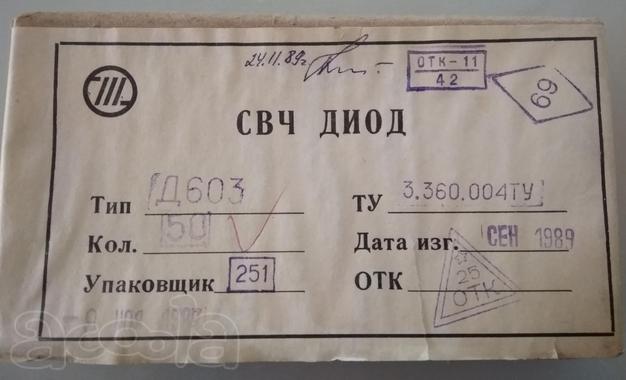 24.11.89г
ОТК-11
42
69
СВЧ ДИОД
Тип Д603
ТУ 3.360.004ТУ
Кол. 50
Дата изг. СЕН 1989
Упаковщик 251
ОТК
25
ОТК
acoola